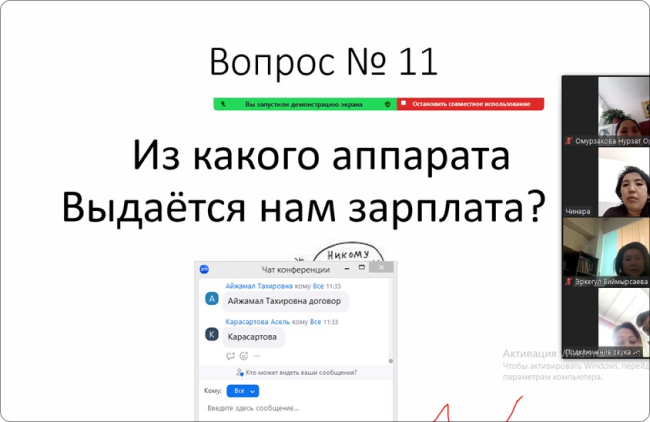 Вопрос № 11
Вы запустили демонстрацию экрана
Остановить совместное использование
Из какого аппарата
Выдаётся нам зарплата?
Никому
Чат конференции
Айжамал Тахировна кому Все 11:33
А
Айжамал Тахировна договор
Карасартова Асель кому Все 11:33
К
Карасартова
Кто может видеть ваши сообщения?
Кому:
Все
Введите здесь сообщение...
Омурзакова Нурзат Ор
Чинара
Эркегул Биймырсаева
Подключение звука
Активация
Чтобы активировать Windows, перейд
параметрам компьютера.